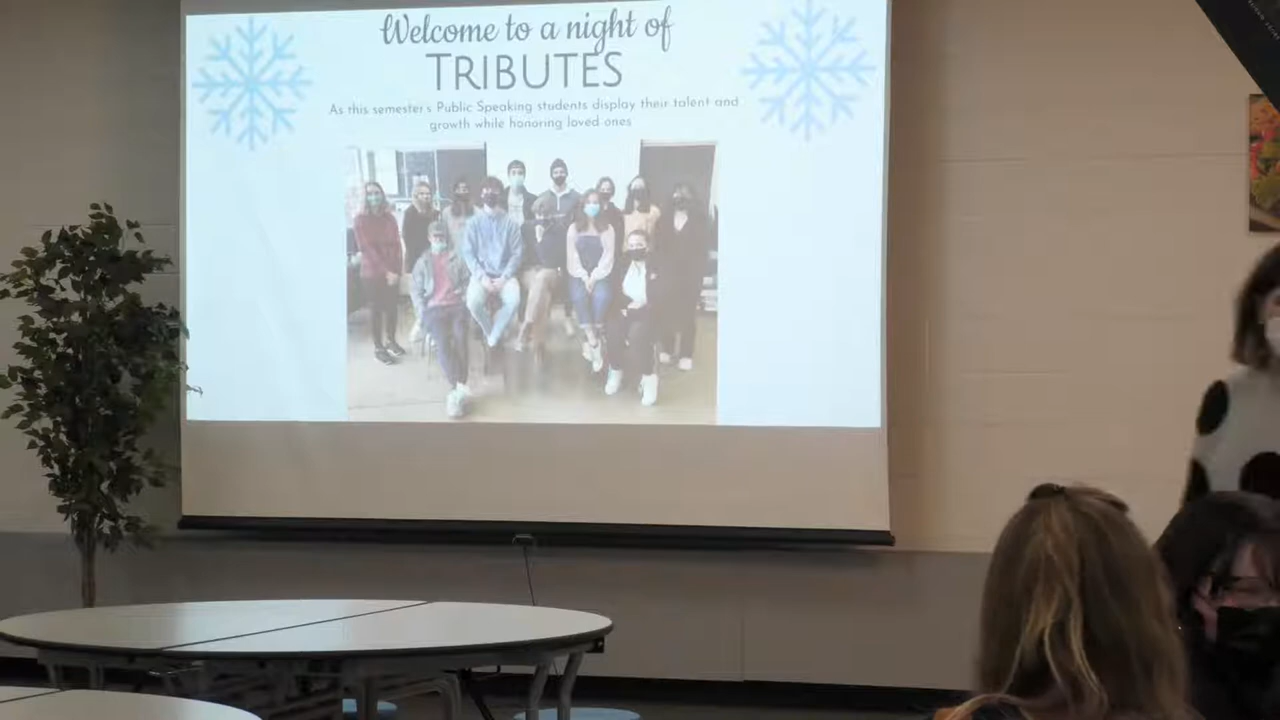 Welcome to a night of
TRIBUTES
As this semester's Public Speaking students display their talent and
growth while honoring loved ones